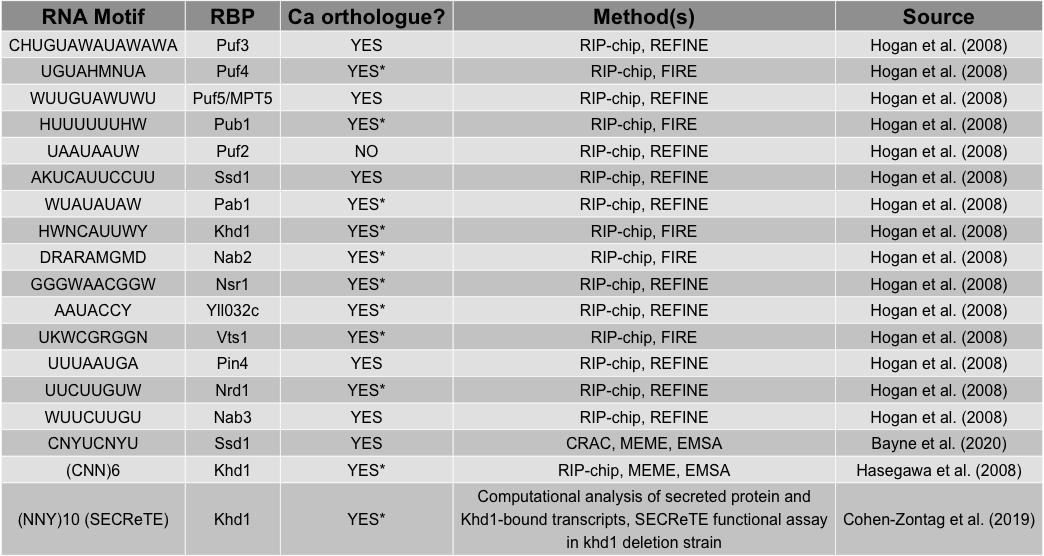 RNA Motif RBP Ca orthologue? Method(s) Source
CHUGUAWAUAWAWA Puf3 YES RIP-chip, REFINE Hogan et al. (2008)
UGUAHMNUA Puf4 YES* RIP-chip, FIRE Hogan et al. (2008)
WUUGUAWUWU Puf5/MPT5 YES RIP-chip, REFINE Hogan et al. (2008)
HUUUUUUHW Pub1 YES* RIP-chip, FIRE Hogan et al. (2008)
UAAUAAUW Puf2 NO RIP-chip, REFINE Hogan et al. (2008)
AKUCAUUCCUU Ssd1 YES RIP-chip, REFINE Hogan et al. (2008)
WUAUAUAW Pab1 YES* RIP-chip, REFINE Hogan et al. (2008)
HWNCAUUWY Khd1 YES* RIP-chip, FIRE Hogan et al. (2008)
DRARAMGMD Nab2 YES* RIP-chip, FIRE Hogan et al. (2008)
GGGWAACGGW Nsr1 YES* RIP-chip, REFINE Hogan et al. (2008)
AAUACCY Yll032c YES* RIP-chip, REFINE Hogan et al. (2008)
UKWCGRGGN Vts1 YES* RIP-chip, FIRE Hogan et al. (2008)
UUUAAUGA Pin4 YES RIP-chip, REFINE Hogan et al. (2008)
UUCUUGUW Nrd1 YES* RIP-chip, REFINE Hogan et al. (2008)
WUUCUUGU Nab3 YES RIP-chip, REFINE Hogan et al. (2008)
CNYUCNYU Ssd1 YES CRAC, MEME, EMSA Bayne et al. (2020)
(CNN)6 Khd1 YES* RIP-chip, MEME, EMSA Hasegawa et al. (2008)
(NNY)10 (SECReTE) Khd1 YES* Computational analysis of secreted protein and
Khd1-bound transcripts, SECReTE functional assay
in khd1 deletion strain Cohen-Zontag et al. (2019)